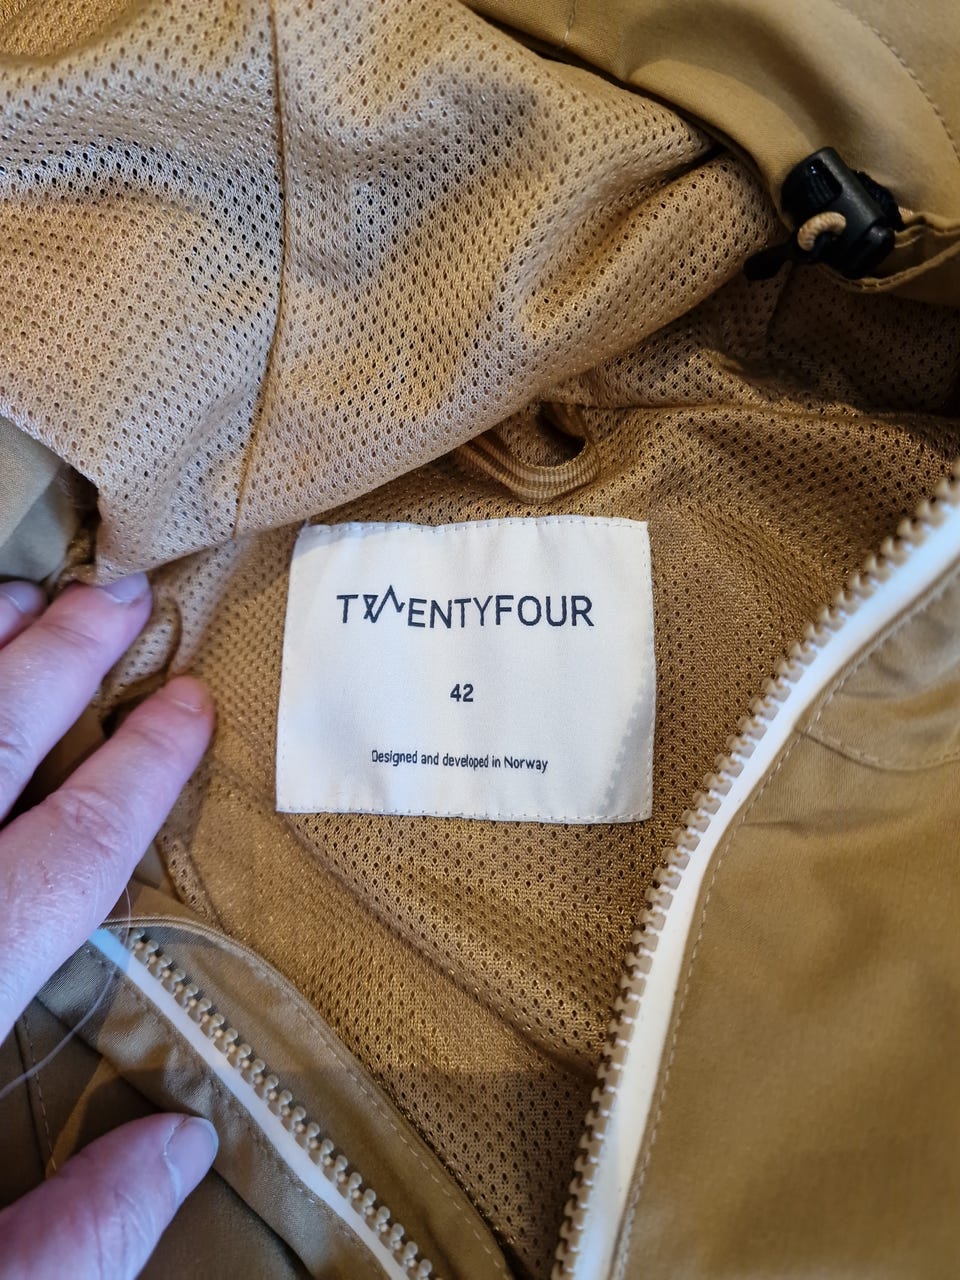 TWENTYFOUR
42
Designed and developed in Norway